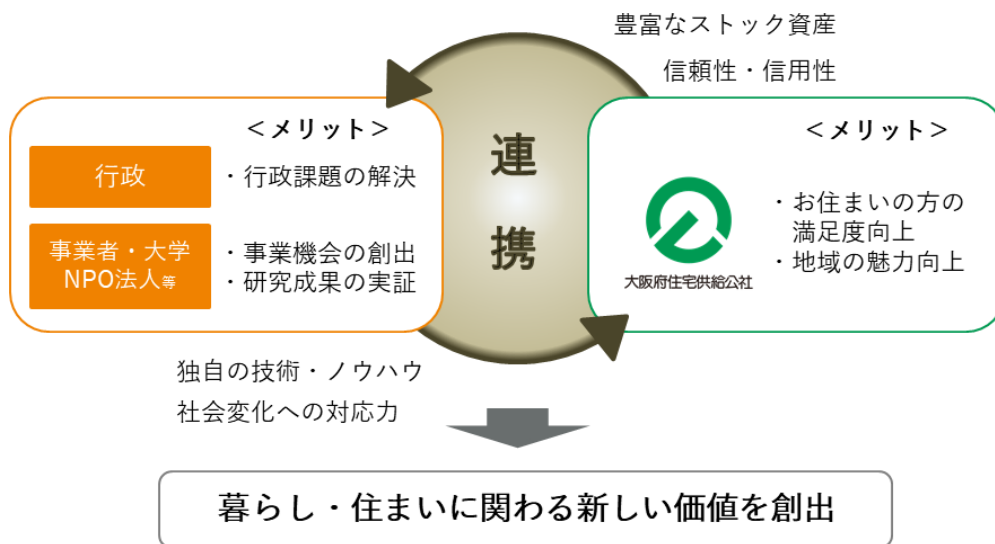 豊富なストック資産
信頼性・信用性
＜メリット＞
行政
・行政課題の解決
事業者・大学
NPO法人等
・事業機会の創出
・研究成果の実証
連
携
＜メリット＞
大阪府住宅供給公社
・お住まいの方の
満足度向上
・地域の魅力向上
独自の技術・ノウハウ
社会変化への対応力
暮らし・住まいに関わる新しい価値を創出